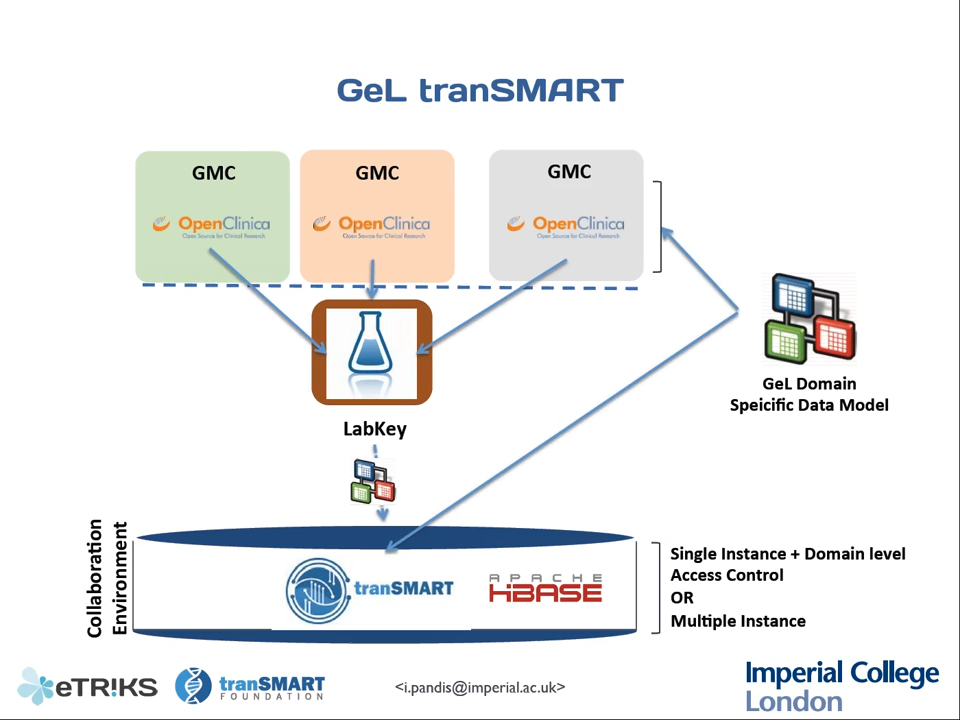 GeL tranSMART
GMC
OpenClinica
Open Source for Clinical Research
GMC
OpenClinica
Open Source for Clinical Research
GMC
OpenClinica
Open Source for Clinical Research
GeL Domain
Speicific Data Model
LabKey
Collaboration
Environment
tranSMART
APACHE
HBASE
Single Instance + Domain level
Access Control
OR
Multiple Instance
eTRIKS
tranSMART
FOUNDATION
<i.pandis@imperial.ac.uk>
Imperial College
London